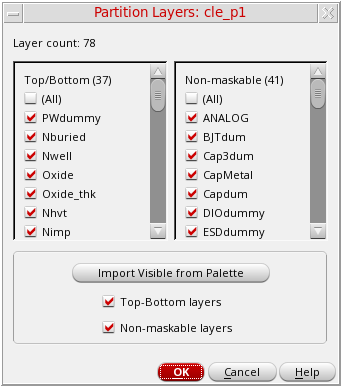 Partition Layers: cle_p1
Layer count: 78
Top/Bottom (37)
(All)
PWdummy
Nburied
Nwell
Oxide
Oxide_thk
Nhvt
Nimp
Non-maskable (41)
(All)
ANALOG
BJTdum
Cap3dum
CapMetal
Capdum
DIOdummy
ESDdummy
Import Visible from Palette
Top-Bottom layers
Non-maskable layers
OK
Cancel
Help